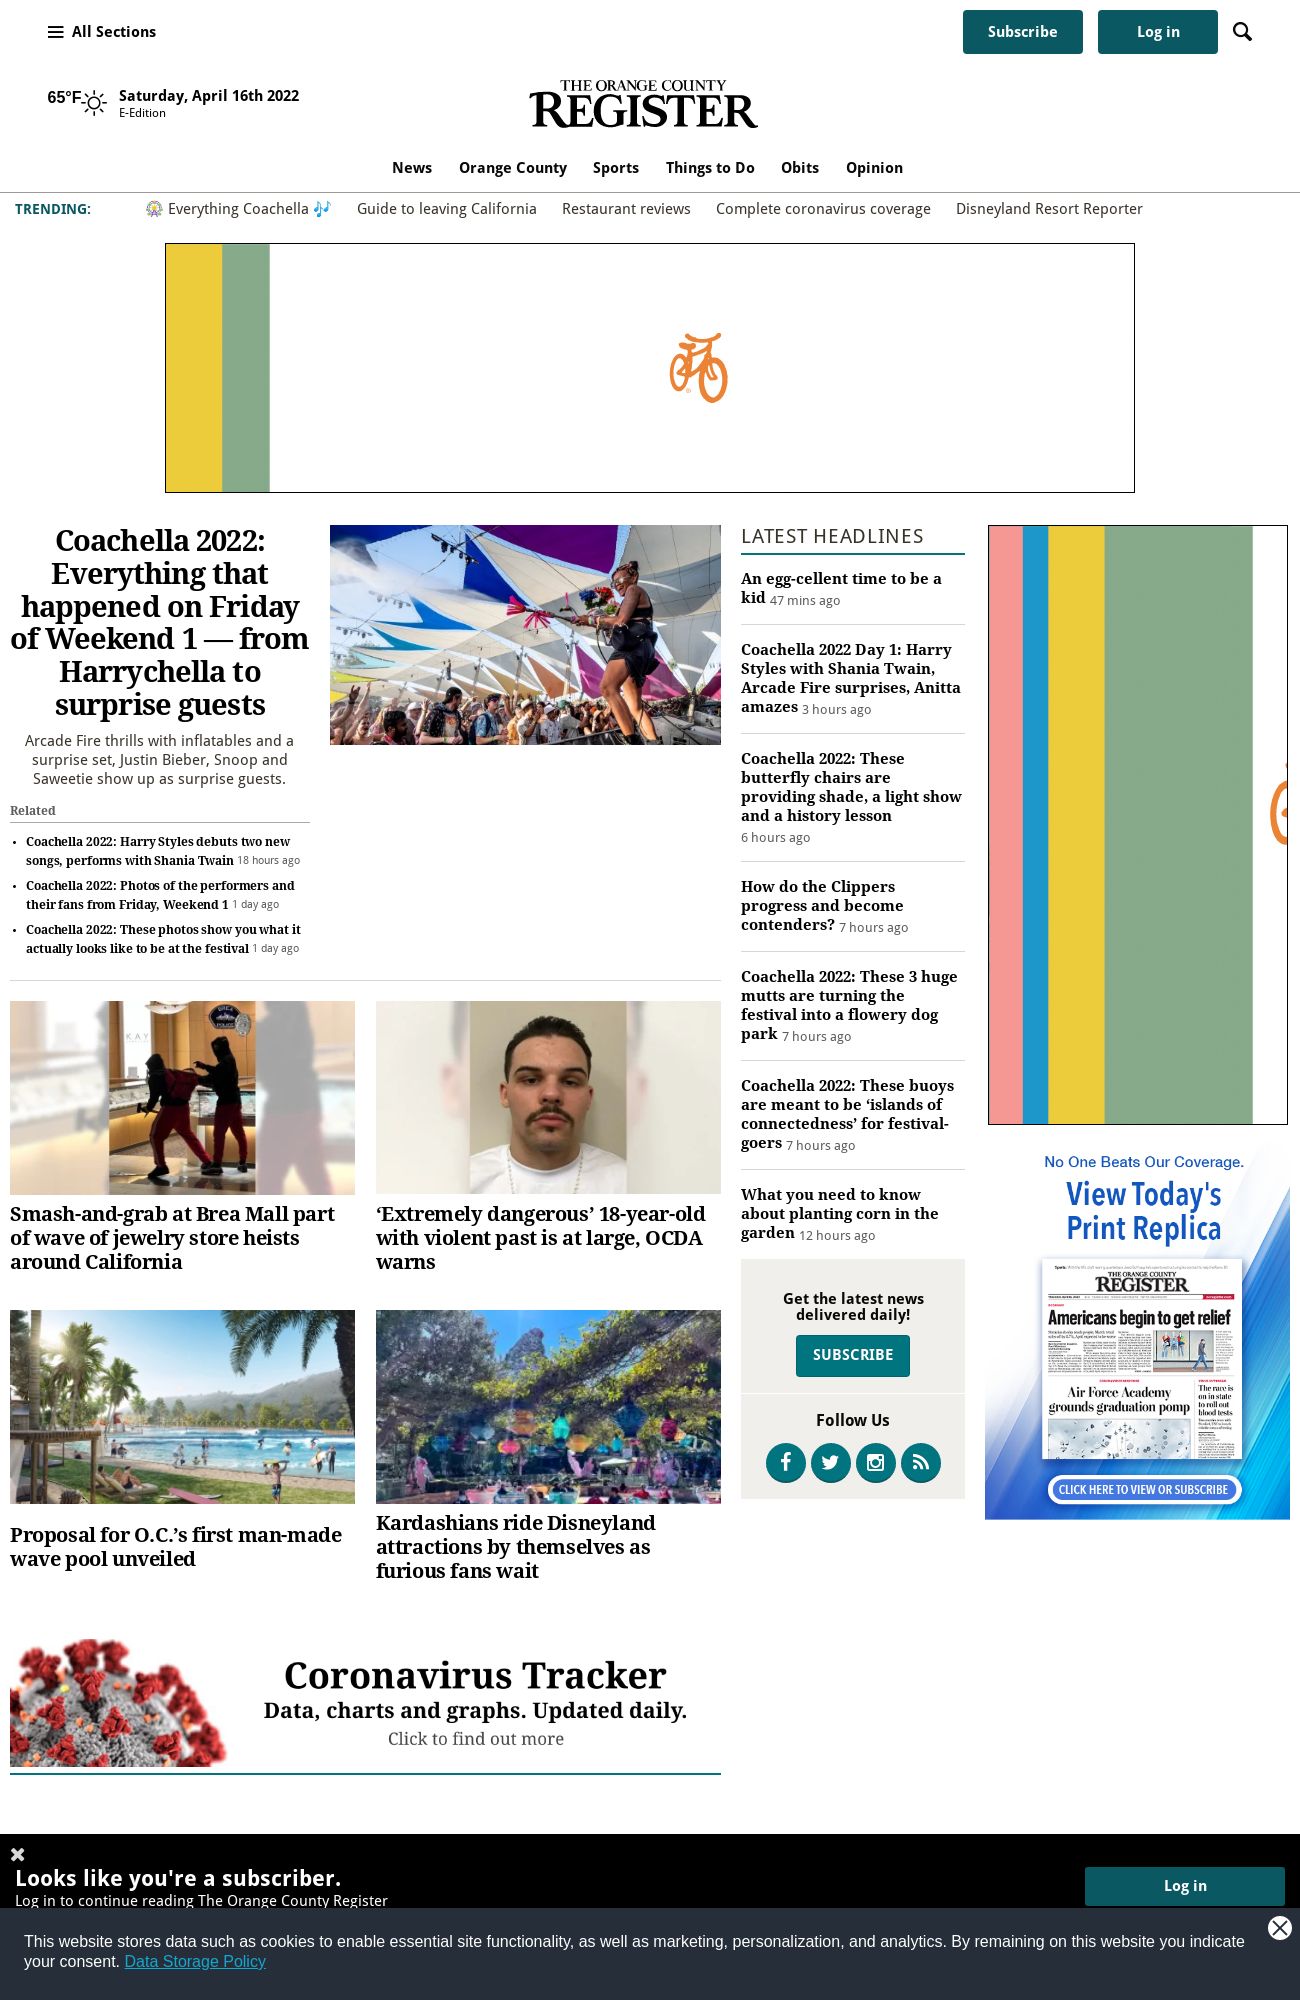 All Sections
Subscribe
Log in
65°F
Saturday, April 16th 2022
E-Edition
THE ORANGE COUNTY
REGISTER
News
Orange County
Sports
Things to Do
Obits
Opinion
TRENDING:
🎡 Everything Coachella 🎶
Guide to leaving California
Restaurant reviews
Complete coronavirus coverage
Disneyland Resort Reporter
Coachella 2022:
Everything that
happened on Friday
of Weekend 1 — from
Harrychella to
surprise guests
Arcade Fire thrills with inflatables and a
surprise set, Justin Bieber, Snoop and
Saweetie show up as surprise guests.
Related
• Coachella 2022: Harry Styles debuts two new
songs, performs with Shania Twain 18 hours ago
• Coachella 2022: Photos of the performers and
their fans from Friday, Weekend 1 1 day ago
• Coachella 2022: These photos show you what it
actually looks like to be at the festival 1 day ago
BREA
POLICE
KAY
Smash-and-grab at Brea Mall part
of wave of jewelry store heists
around California
‘Extremely dangerous’ 18-year-old
with violent past is at large, OCDA
warns
Proposal for O.C.’s first man-made
wave pool unveiled
Kardashians ride Disneyland
attractions by themselves as
furious fans wait
Coronavirus Tracker
Data, charts and graphs. Updated daily.
Click to find out more
LATEST HEADLINES
An egg-cellent time to be a
kid 47 mins ago
Coachella 2022 Day 1: Harry
Styles with Shania Twain,
Arcade Fire surprises, Anitta
amazes 3 hours ago
Coachella 2022: These
butterfly chairs are
providing shade, a light show
and a history lesson
6 hours ago
How do the Clippers
progress and become
contenders? 7 hours ago
Coachella 2022: These 3 huge
mutts are turning the
festival into a flowery dog
park 7 hours ago
Coachella 2022: These buoys
are meant to be ‘islands of
connectedness’ for festival-
goers 7 hours ago
What you need to know
about planting corn in the
garden 12 hours ago
Get the latest news
delivered daily!
SUBSCRIBE
Follow Us
No One Beats Our Coverage.
View Today's
Print Replica
THE ORANGE COUNTY
REGISTER
Americans begin to get relief
Air Force Academy
grounds graduation pomp
The race is
on in state
to roll out
blood tests
CLICK HERE TO VIEW OR SUBSCRIBE
Looks like you're a subscriber.
Log in to continue reading The Orange County Register
Log in
This website stores data such as cookies to enable essential site functionality, as well as marketing, personalization, and analytics. By remaining on this website you indicate
your consent. Data Storage Policy